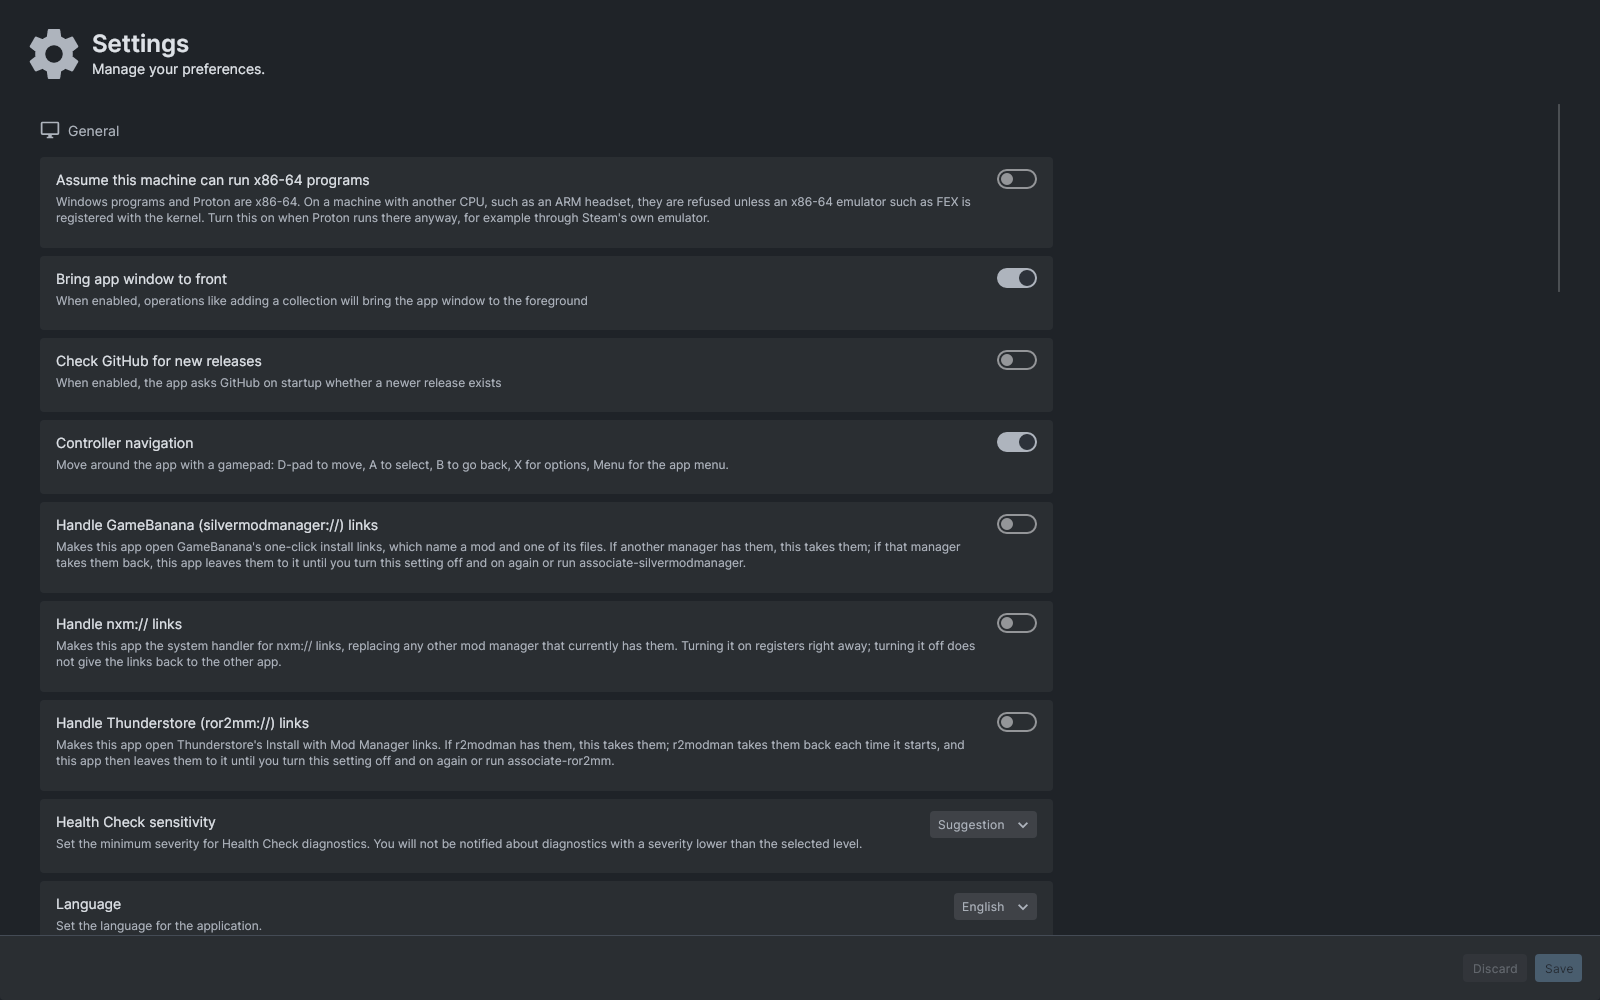 Settings
Manage your preferences.
General
Assume this machine can run x86-64 programs
Windows programs and Proton are x86-64. On a machine with another CPU, such as an ARM headset, they are refused unless an x86-64 emulator such as FEX is
registered with the kernel. Turn this on when Proton runs there anyway, for example through Steam's own emulator.
Bring app window to front
When enabled, operations like adding a collection will bring the app window to the foreground
Check GitHub for new releases
When enabled, the app asks GitHub on startup whether a newer release exists
Controller navigation
Move around the app with a gamepad: D-pad to move, A to select, B to go back, X for options, Menu for the app menu.
Handle GameBanana (silvermodmanager://) links
Makes this app open GameBanana's one-click install links, which name a mod and one of its files. If another manager has them, this takes them; if that manager
takes them back, this app leaves them to it until you turn this setting off and on again or run associate-silvermodmanager.
Handle nxm:// links
Makes this app the system handler for nxm:// links, replacing any other mod manager that currently has them. Turning it on registers right away; turning it off does
not give the links back to the other app.
Handle Thunderstore (ror2mm://) links
Makes this app open Thunderstore's Install with Mod Manager links. If r2modman has them, this takes them; r2modman takes them back each time it starts, and
this app then leaves them to it until you turn this setting off and on again or run associate-ror2mm.
Health Check sensitivity
Suggestion
Set the minimum severity for Health Check diagnostics. You will not be notified about diagnostics with a severity lower than the selected level.
Language
English
Set the language for the application.
Discard
Save